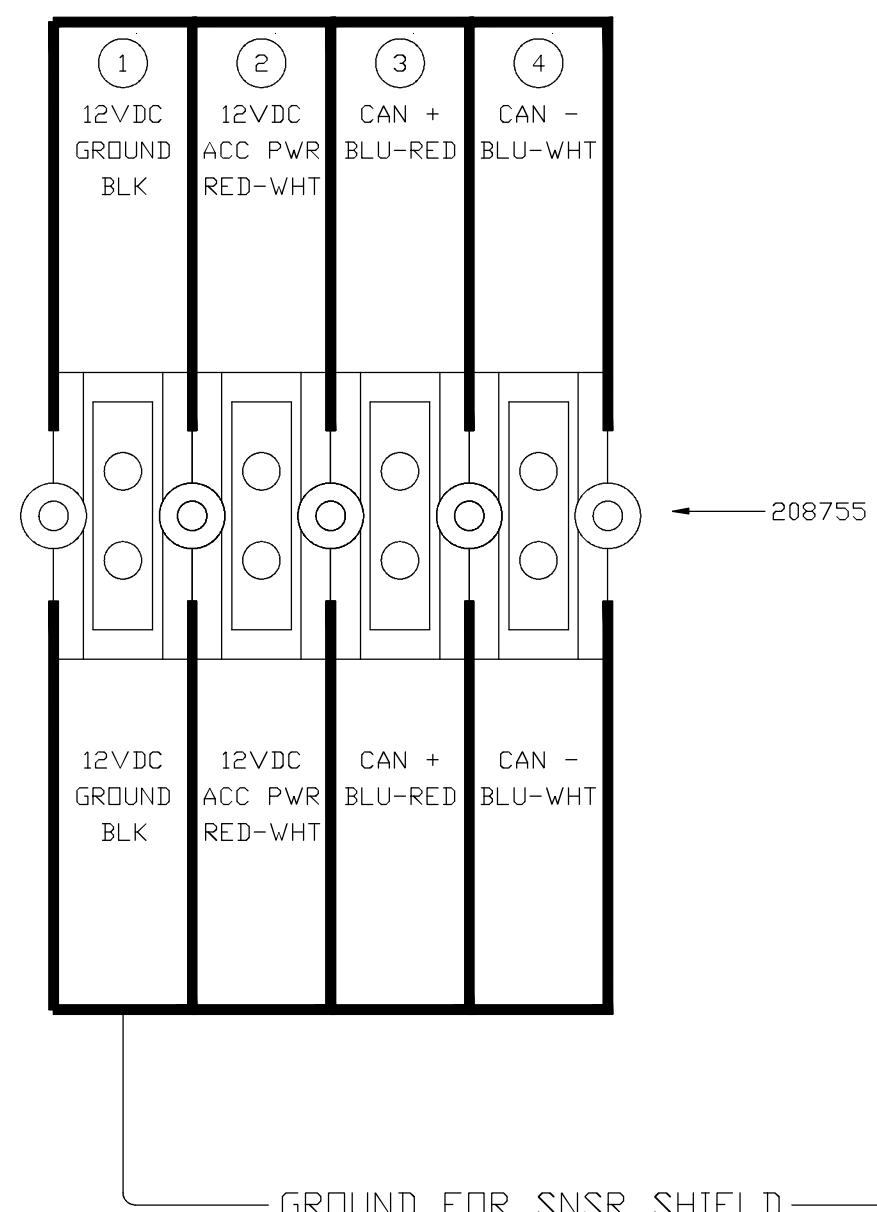 1
12VDC
GROUND
BLK
2
12VDC
ACC PWR
RED-WHT
3
CAN +
BLU-RED
4
CAN -
BLU-WHT
208755
12VDC
GROUND
BLK
12VDC
ACC PWR
RED-WHT
CAN +
BLU-RED
CAN -
BLU-WHT
GROUND FOR SNSR SHIELD